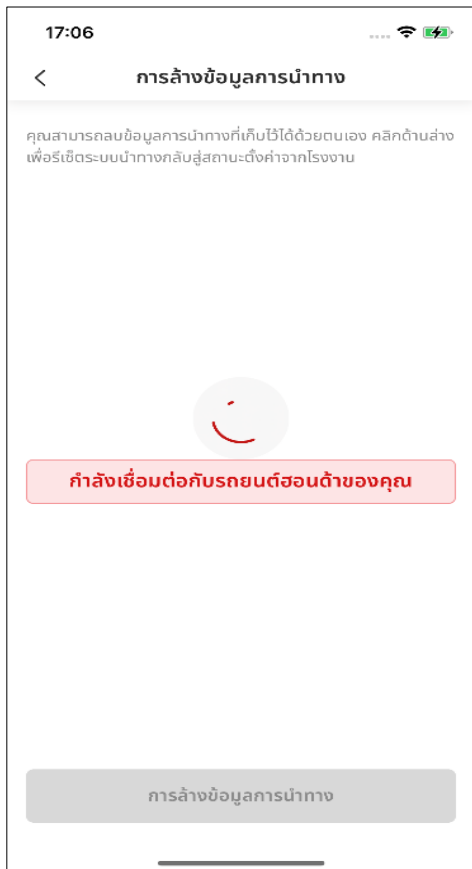 17:06
การล้างข้อมูลการนำทาง
คุณสามารถลบข้อมูลการนำทางที่เก็บไว้ได้ด้วยตนเอง คลิกด้านล่าง
เพื่อรีเซ็ตระบบนำทางกลับสู่สถานะตั้งค่าจากโรงงาน
กำลังเชื่อมต่อกับรถยนต์ฮอนด้าของคุณ
การล้างข้อมูลการนำทาง